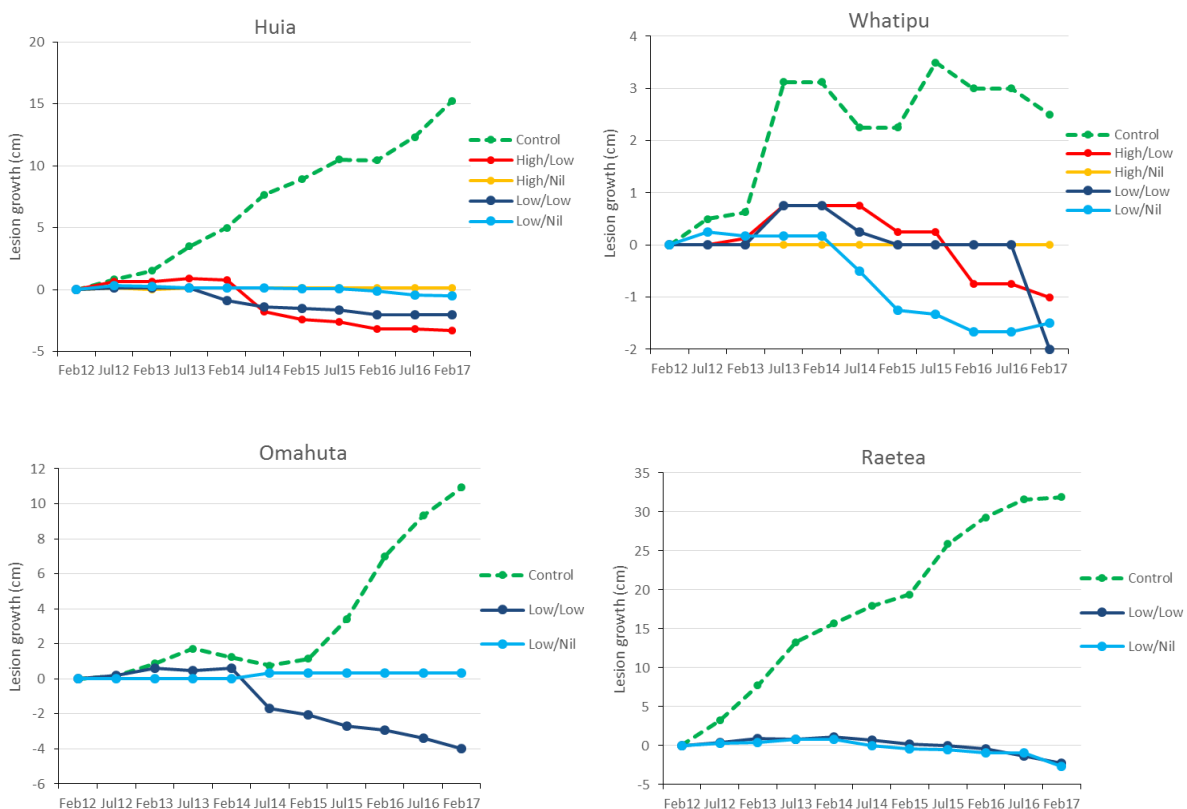 Huia
Lesion growth (cm)
20
15
10
5
0
-5
Feb12 Jul12 Feb13 Jul13 Feb14 Jul14 Feb15 Jul15 Feb16 Jul16 Feb17
Control
High/Low
High/Nil
Low/Low
Low/Nil
Whatipu
Lesion growth (cm)
4
3
2
1
0
-1
-2
Feb12 Jul12 Feb13 Jul13 Feb14 Jul14 Feb15 Jul15 Feb16 Jul16 Feb17
Control
High/Low
High/Nil
Low/Low
Low/Nil
Omahuta
Lesion growth (cm)
12
10
8
6
4
2
0
-2
-4
-6
Feb12 Jul12 Feb13 Jul13 Feb14 Jul14 Feb15 Jul15 Feb16 Jul16 Feb17
Control
Low/Low
Low/Nil
Raetea
Lesion growth (cm)
35
30
25
20
15
10
5
0
-5
Feb12 Jul12 Feb13 Jul13 Feb14 Jul14 Feb15 Jul15 Feb16 Jul16 Feb17
Control
Low/Low
Low/Nil